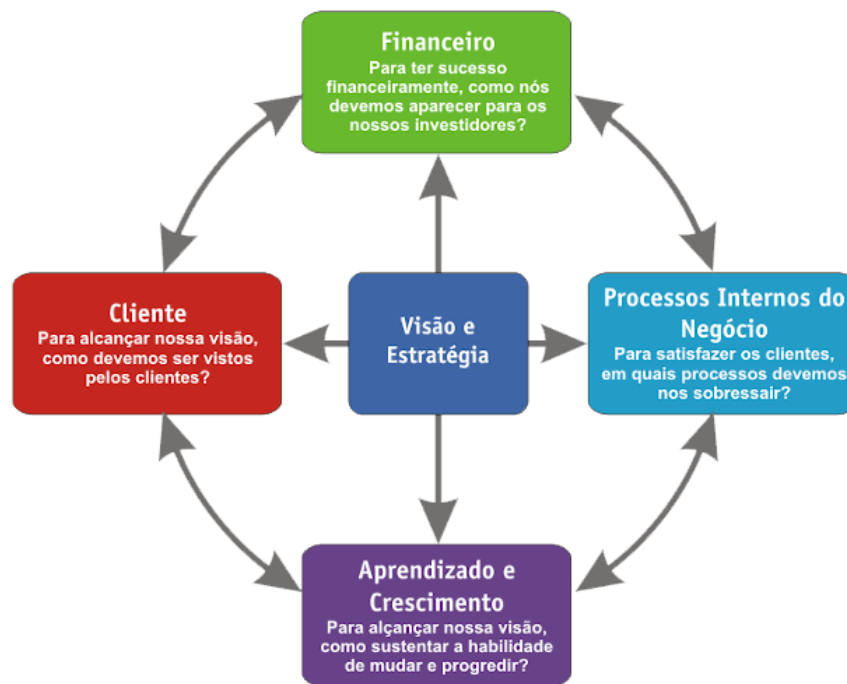 Financeiro
Para ter sucesso
financeiramente, como nós
devemos aparecer para os
nossos investidores?
Cliente
Para alcançar nossa visão,
como devemos ser vistos
pelos clientes?
Visão e
Estratégia
Processos Internos do
Negócio
Para satisfazer os clientes,
em quais processos devemos
nos sobressair?
Aprendizado e
Crescimento
Para alçançar nossa visão,
como sustentar a habilidade
de mudar e progredir?